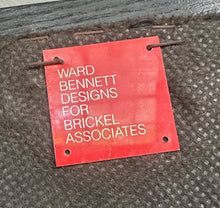 WARD
BENNETT
DESIGNS
FOR
BRICKEL
ASSOCIATES